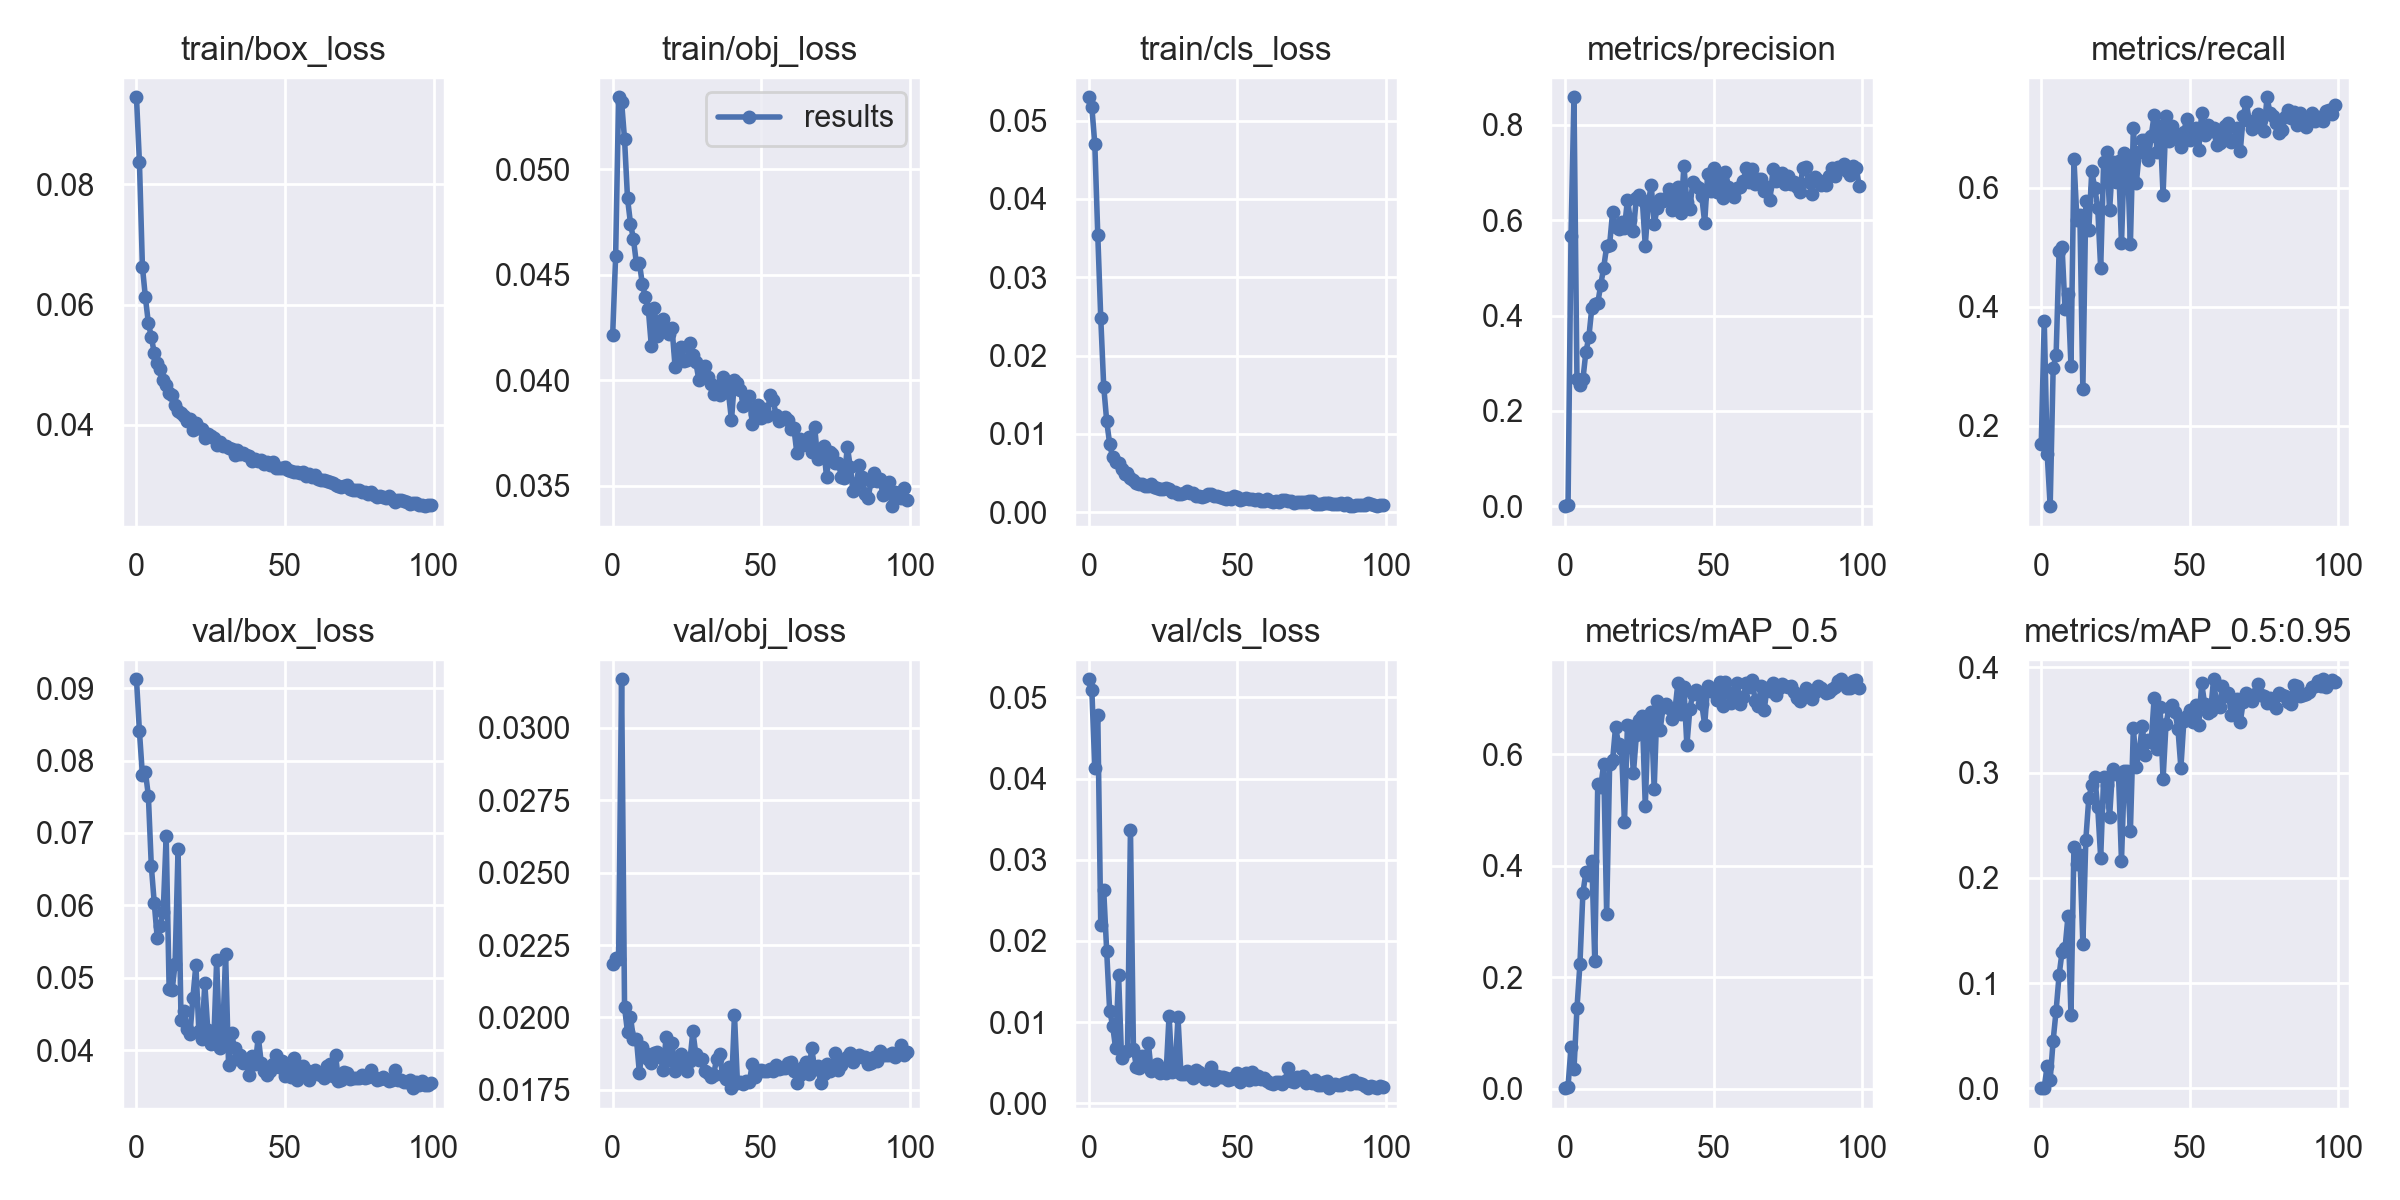 train/box_loss
0.08
0.06
0.04
0 50 100
train/obj_loss
results
0.050
0.045
0.040
0.035
0 50 100
train/cls_loss
0.05
0.04
0.03
0.02
0.01
0.00
0 50 100
metrics/precision
0.8
0.6
0.4
0.2
0.0
0 50 100
metrics/recall
0.6
0.4
0.2
0 50 100
val/box_loss
0.09
0.08
0.07
0.06
0.05
0.04
0 50 100
val/obj_loss
0.0300
0.0275
0.0250
0.0225
0.0200
0.0175
0 50 100
val/cls_loss
0.05
0.04
0.03
0.02
0.01
0.00
0 50 100
metrics/mAP_0.5
0.6
0.4
0.2
0.0
0 50 100
metrics/mAP_0.5:0.95
0.4
0.3
0.2
0.1
0.0
0 50 100